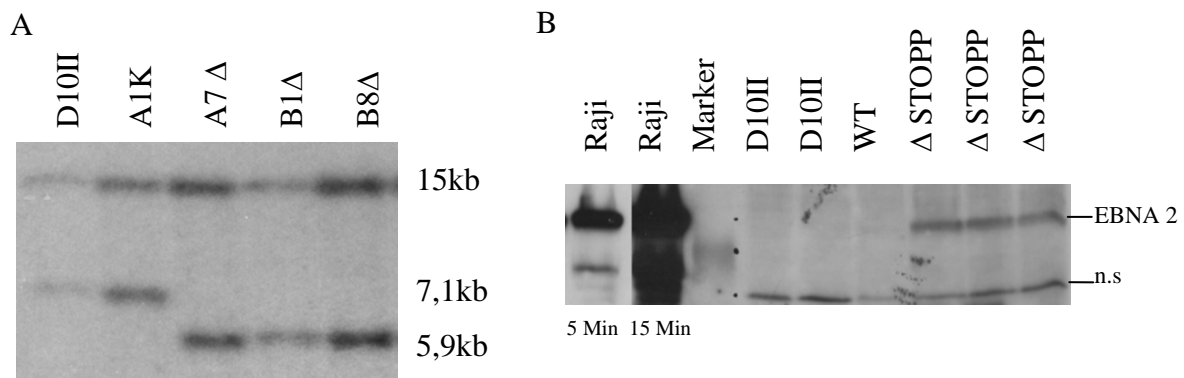 A
D10II
A1K
A7 Δ
B1Δ
B8Δ
15kb
7,1kb
5,9kb
B
Raji
Raji
Marker
D10II
D10II
WT
Δ STOPP
Δ STOPP
Δ STOPP
EBNA 2
n.s
5 Min
15 Min